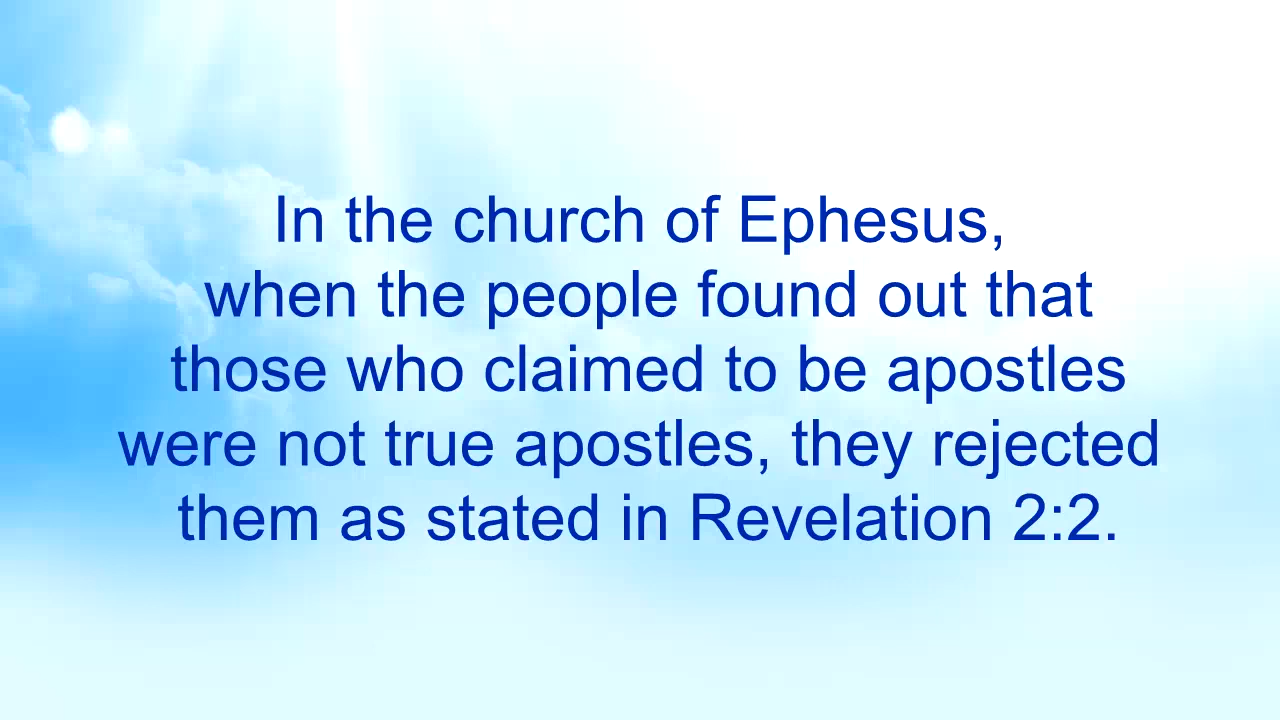 In the church of Ephesus,
when the people found out that
those who claimed to be apostles
were not true apostles, they rejected
them as stated in Revelation 2:2.